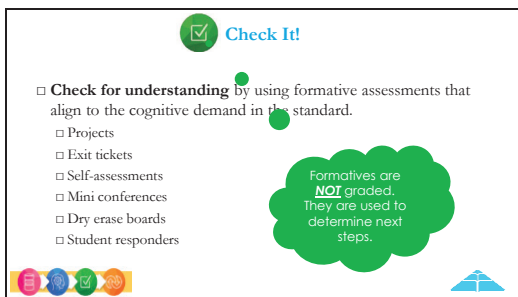 Check It!
□ Check for understanding by using formative assessments that
align to the cognitive demand in the standard.
□ Projects
□ Exit tickets
□ Self-assessments
□ Mini conferences
□ Dry erase boards
□ Student responders
Formatives are
NOT graded.
They are used to
determine next
steps.